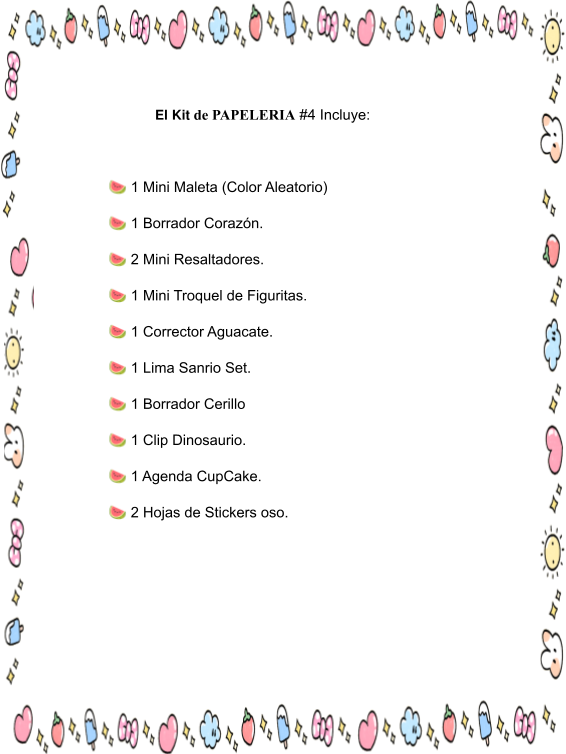 El Kit de PAPELERIA #4 Incluye:
🍉 1 Mini Maleta (Color Aleatorio)
🍉 1 Borrador Corazón.
🍉 2 Mini Resaltadores.
🍉 1 Mini Troquel de Figuritas.
🍉 1 Corrector Aguacate.
🍉 1 Lima Sanrio Set.
🍉 1 Borrador Cerillo
🍉 1 Clip Dinosaurio.
🍉 1 Agenda CupCake.
🍉 2 Hojas de Stickers oso.